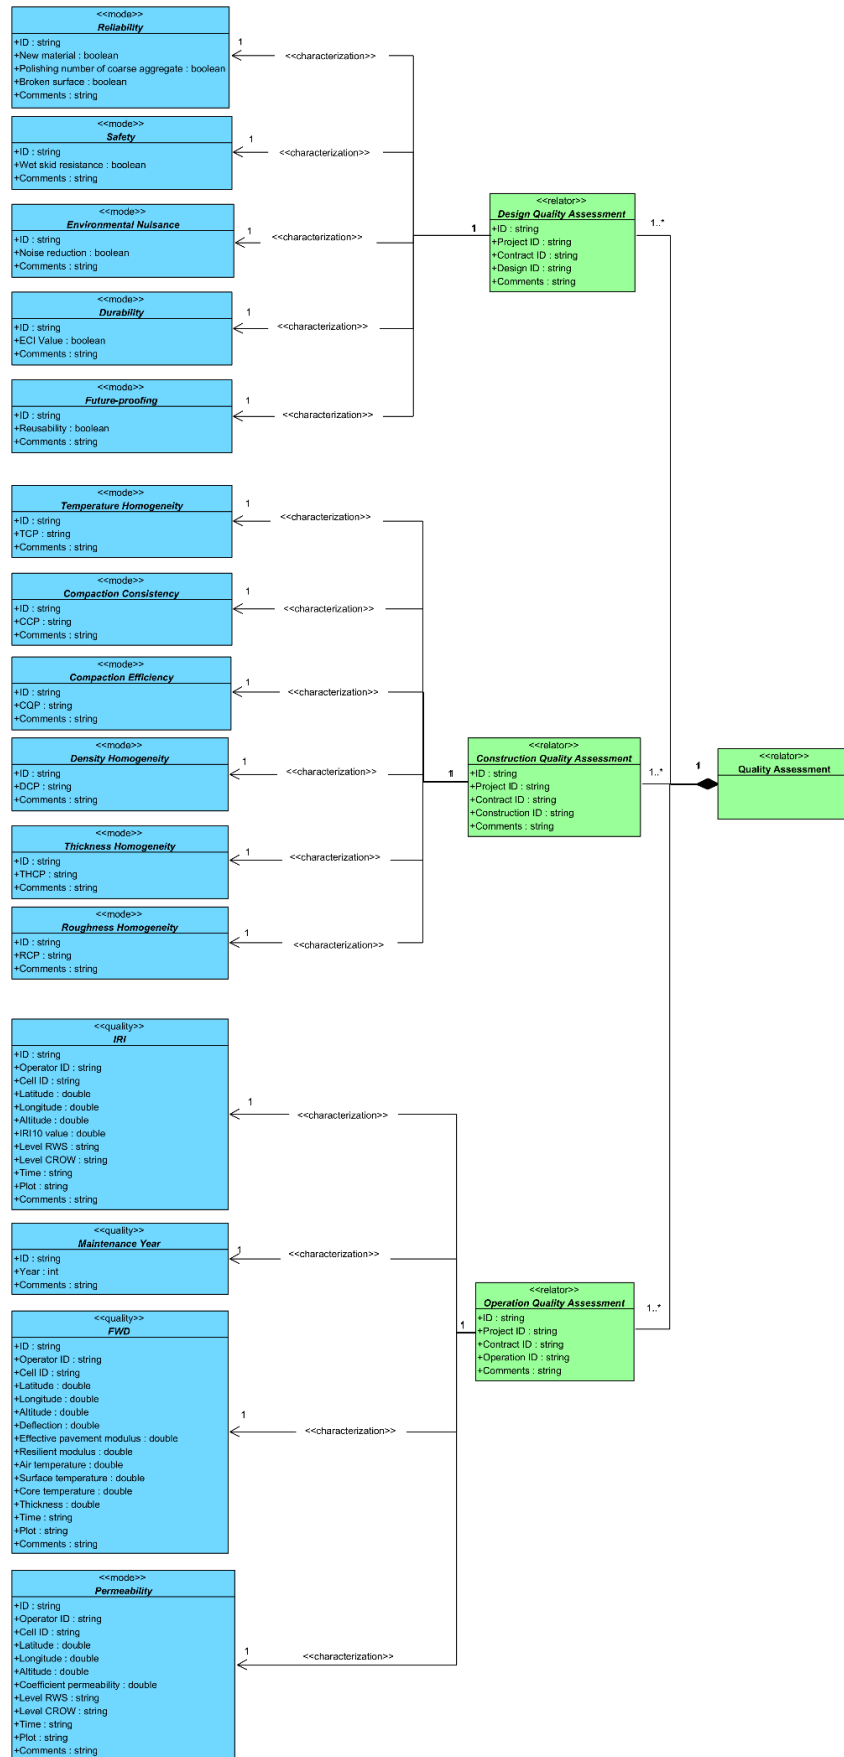 <<mode>>
Reliability
+ID : string
+New material : boolean
+Polishing number of coarse aggregate : boolean
+Broken surface : boolean
+Comments : string
1
<<characterization>>
<<mode>>
Safety
+ID : string
+Wet skid resistance : boolean
+Comments : string
1
<<characterization>>
<<mode>>
Environmental Nuisance
+ID : string
+Noise reduction : boolean
+Comments : string
1
<<characterization>>
<<mode>>
Durability
+ID : string
+ECI Value : boolean
+Comments : string
1
<<characterization>>
<<mode>>
Future-proofing
+ID : string
+Reusability : boolean
+Comments : string
1
<<characterization>>
1
<<relator>>
Design Quality Assessment
+ID : string
+Project ID : string
+Contract ID : string
+Design ID : string
+Comments : string
1..*
<<mode>>
Temperature Homogeneity
+ID : string
+TCP : string
+Comments : string
1
<<characterization>>
<<mode>>
Compaction Consistency
+ID : string
+CCP : string
+Comments : string
1
<<characterization>>
<<mode>>
Compaction Efficiency
+ID : string
+CQP : string
+Comments : string
1
<<characterization>>
<<mode>>
Density Homogeneity
+ID : string
+DCP : string
+Comments : string
1
<<characterization>>
<<mode>>
Thickness Homogeneity
+ID : string
+THCP : string
+Comments : string
1
<<characterization>>
<<mode>>
Roughness Homogeneity
+ID : string
+RCP : string
+Comments : string
1
<<characterization>>
1
<<relator>>
Construction Quality Assessment
+ID : string
+Project ID : string
+Contract ID : string
+Construction ID : string
+Comments : string
1..*
1
<<relator>>
Quality Assessment
<<quality>>
IRI
+ID : string
+Operator ID : string
+Cell ID : string
+Latitude : double
+Longitude : double
+Altitude : double
+IRI10 value : double
+Level RWS : string
+Level CROW : string
+Time : string
+Plot : string
+Comments : string
1
<<characterization>>
<<quality>>
Maintenance Year
+ID : string
+Year : int
+Comments : string
1
<<characterization>>
<<quality>>
FWD
+ID : string
+Operator ID : string
+Cell ID : string
+Latitude : double
+Longitude : double
+Altitude : double
+Deflection : double
+Effective pavement modulus : double
+Resilient modulus : double
+Air temperature : double
+Surface temperature : double
+Core temperature : double
+Thickness : double
+Time : string
+Plot : string
+Comments : string
1
<<characterization>>
1
<<relator>>
Operation Quality Assessment
+ID : string
+Project ID : string
+Contract ID : string
+Operation ID : string
+Comments : string
1..*
<<mode>>
Permeability
+ID : string
+Operator ID : string
+Cell ID : string
+Latitude : double
+Longitude : double
+Altitude : double
+Coefficient permeability : double
+Level RWS : string
+Level CROW : string
+Time : string
+Plot : string
+Comments : string
1
<<characterization>>